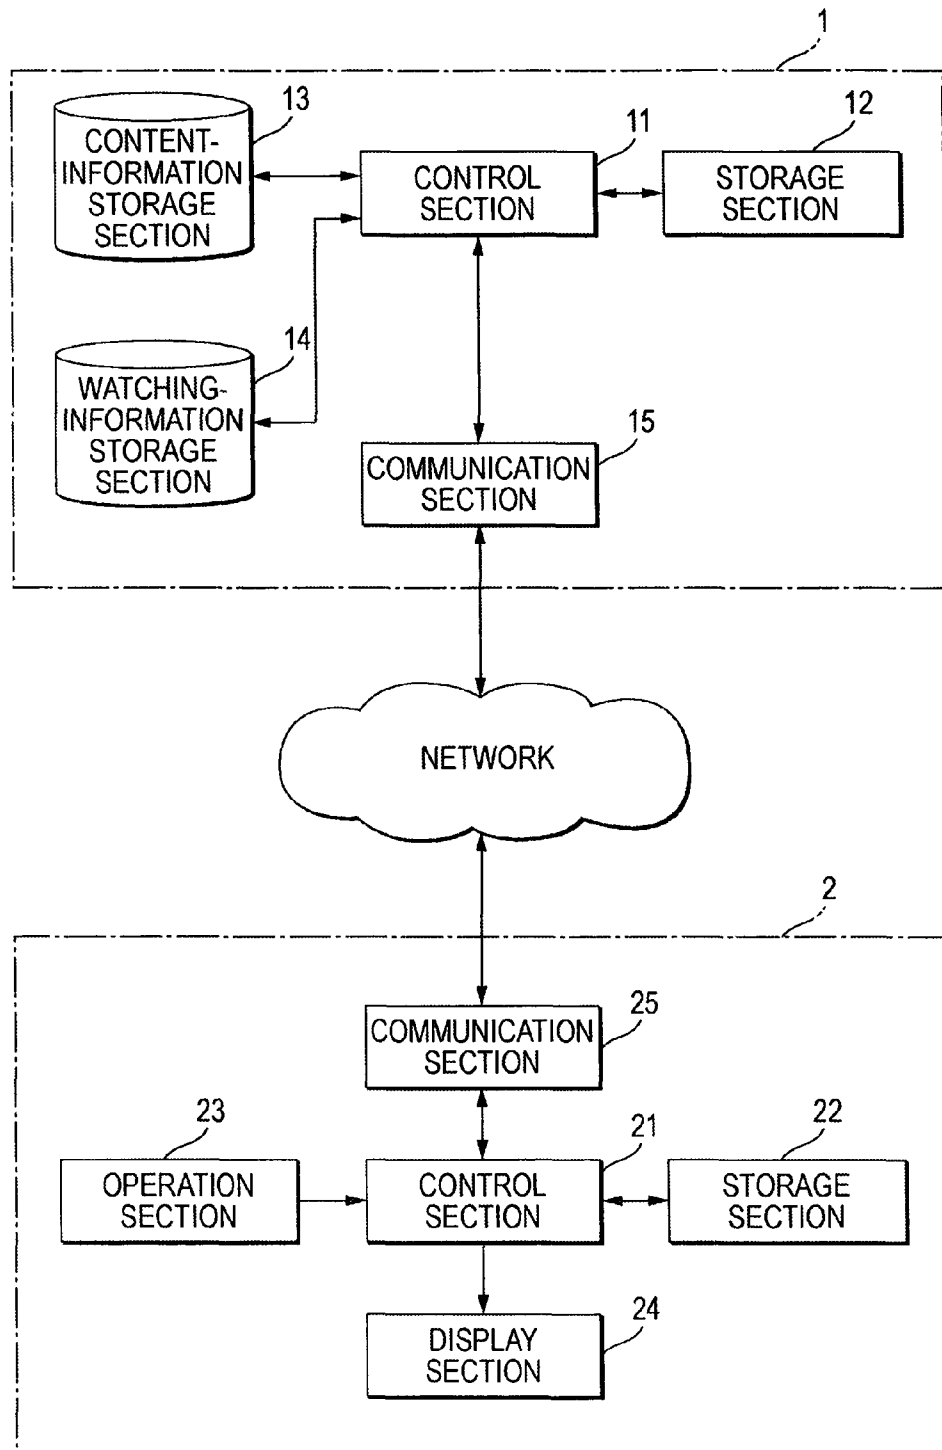 1
13
CONTENT-
INFORMATION
STORAGE
SECTION
11
CONTROL
SECTION
12
STORAGE
SECTION
14
WATCHING-
INFORMATION
STORAGE
SECTION
15
COMMUNICATION
SECTION
NETWORK
2
25
COMMUNICATION
SECTION
23
OPERATION
SECTION
21
CONTROL
SECTION
22
STORAGE
SECTION
24
DISPLAY
SECTION